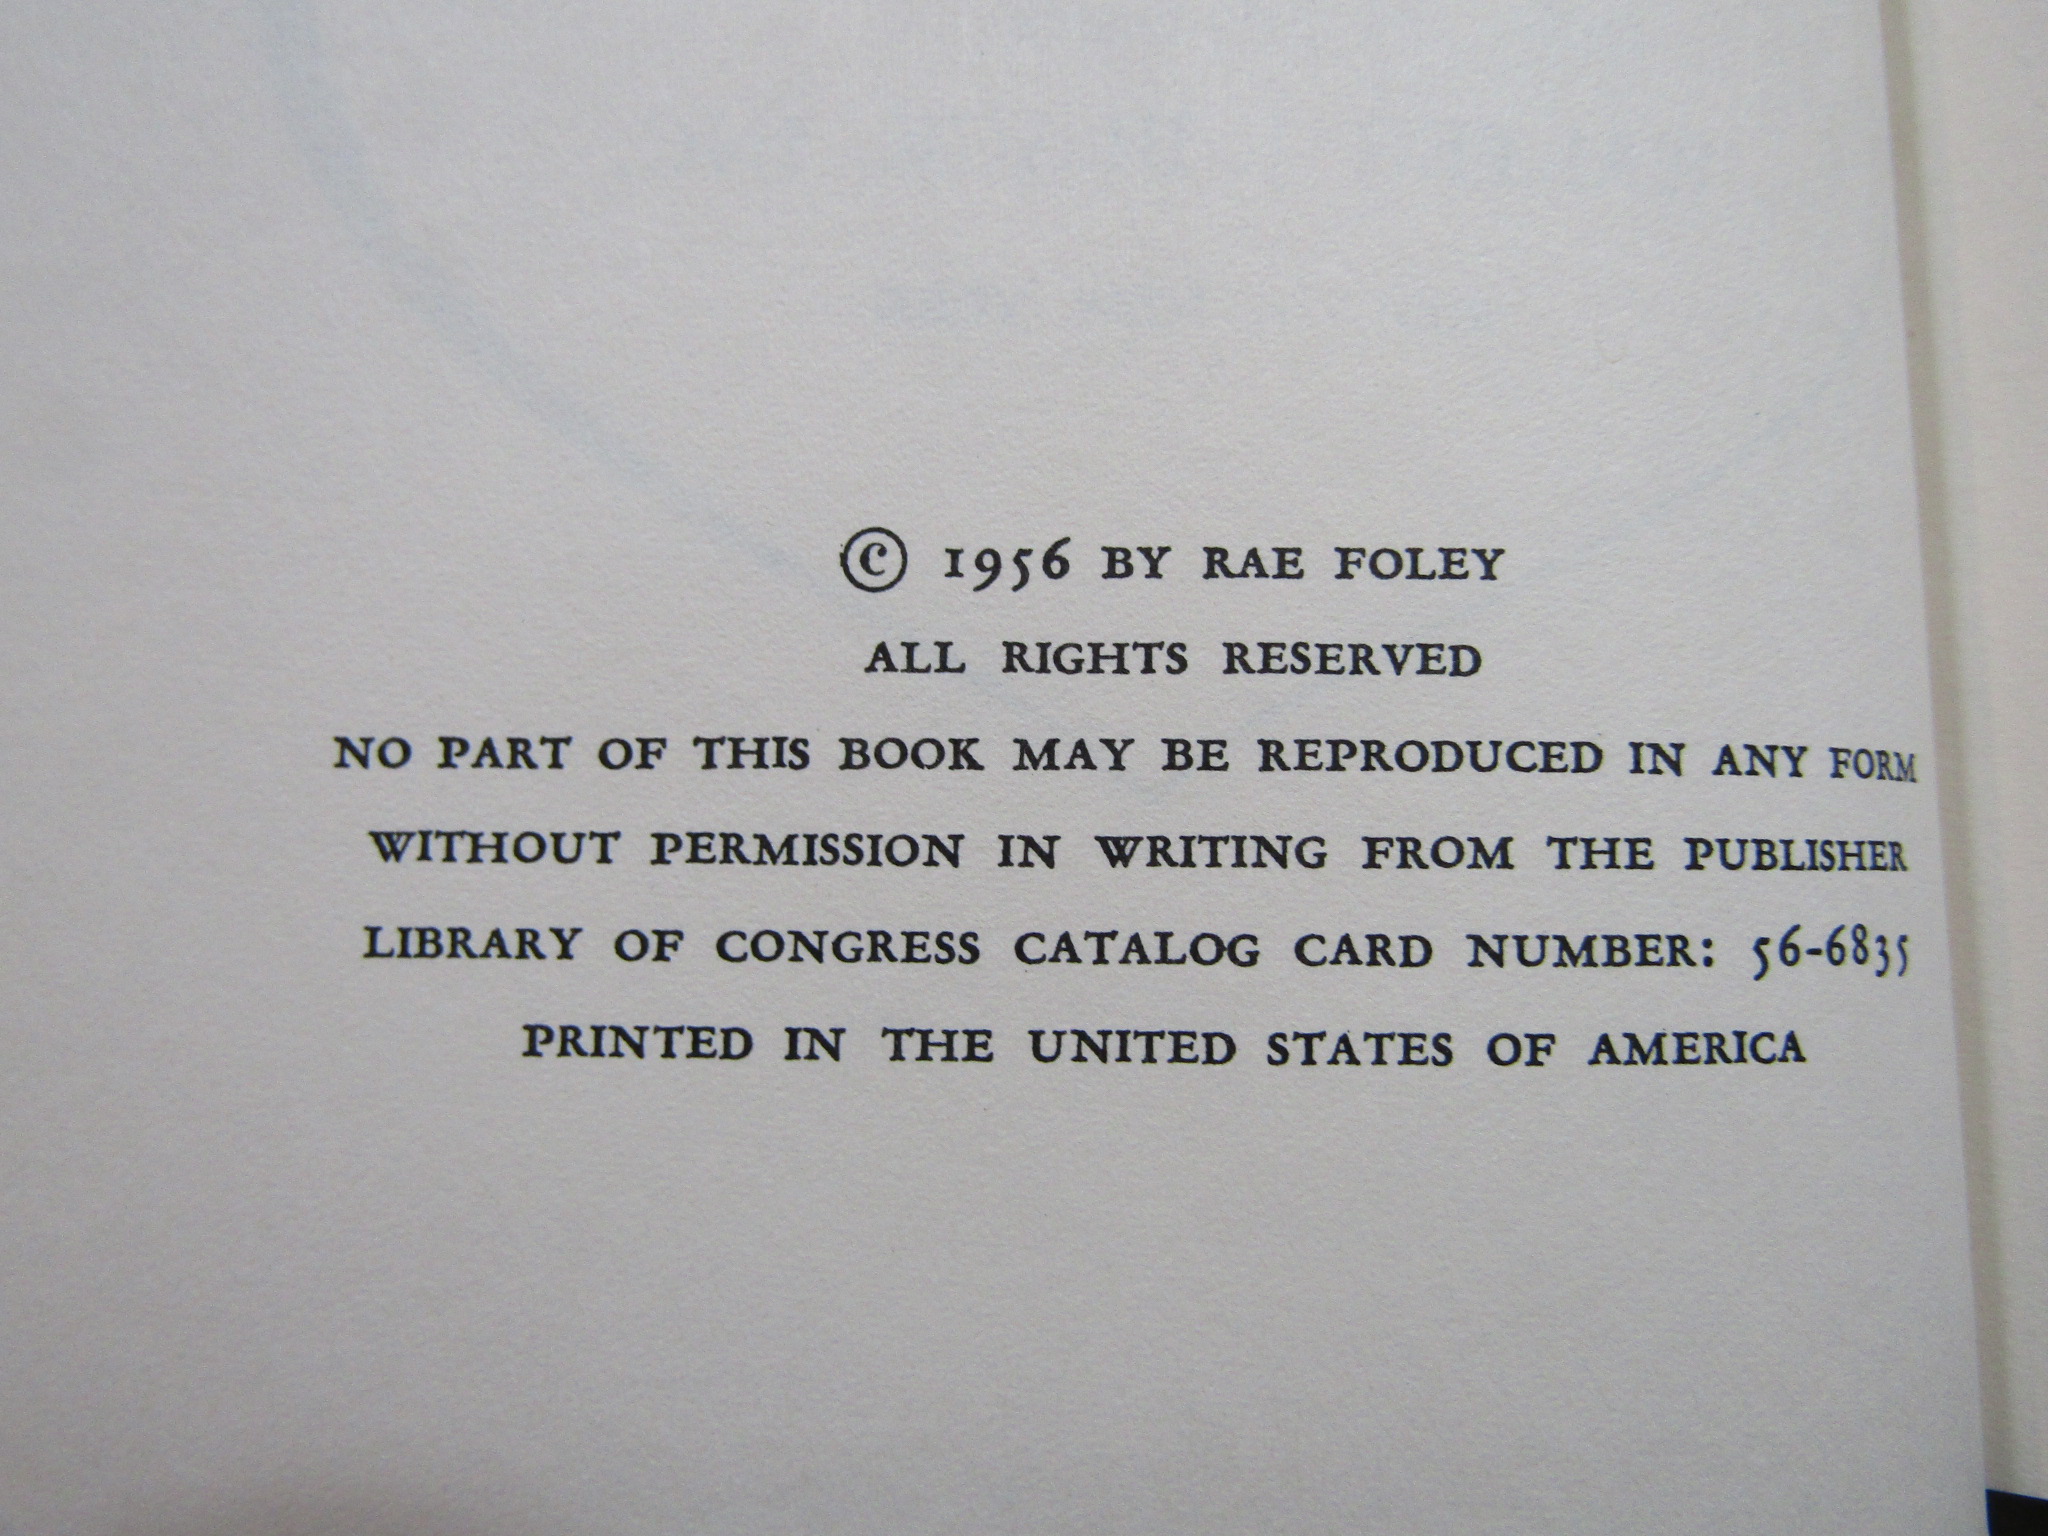 © 1956 BY RAE FOLEY
ALL RIGHTS RESERVED
NO PART OF THIS BOOK MAY BE REPRODUCED IN ANY FORM
WITHOUT PERMISSION IN WRITING FROM THE PUBLISHER
LIBRARY OF CONGRESS CATALOG CARD NUMBER: 56-6835
PRINTED IN THE UNITED STATES OF AMERICA